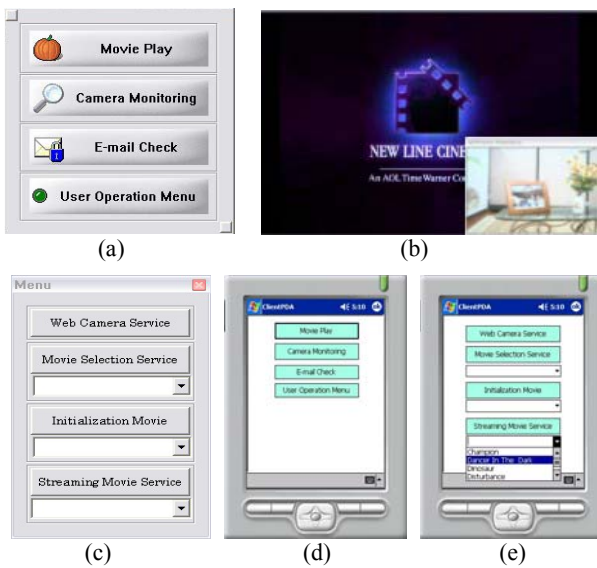 Movie Play
Camera Monitoring
E-mail Check
User Operation Menu
(a)
NEW LINE CINE
An AOL Time Warner Co
(b)
Menu
Web Camera Service
Movie Selection Service
Initialization Movie
Streaming Movie Service
(c)
ClientPDA 5:10 ok
Movie Play
Camera Monitoring
E-mail Check
User Operation Menu
(d)
ClientPDA 5:10 ok
Web Camera Service
Movie Selection Service
Initialization Movie
Streaming Movie Service
Champion
Dancer In The Dark
Dinosaur
Disturbance
(e)